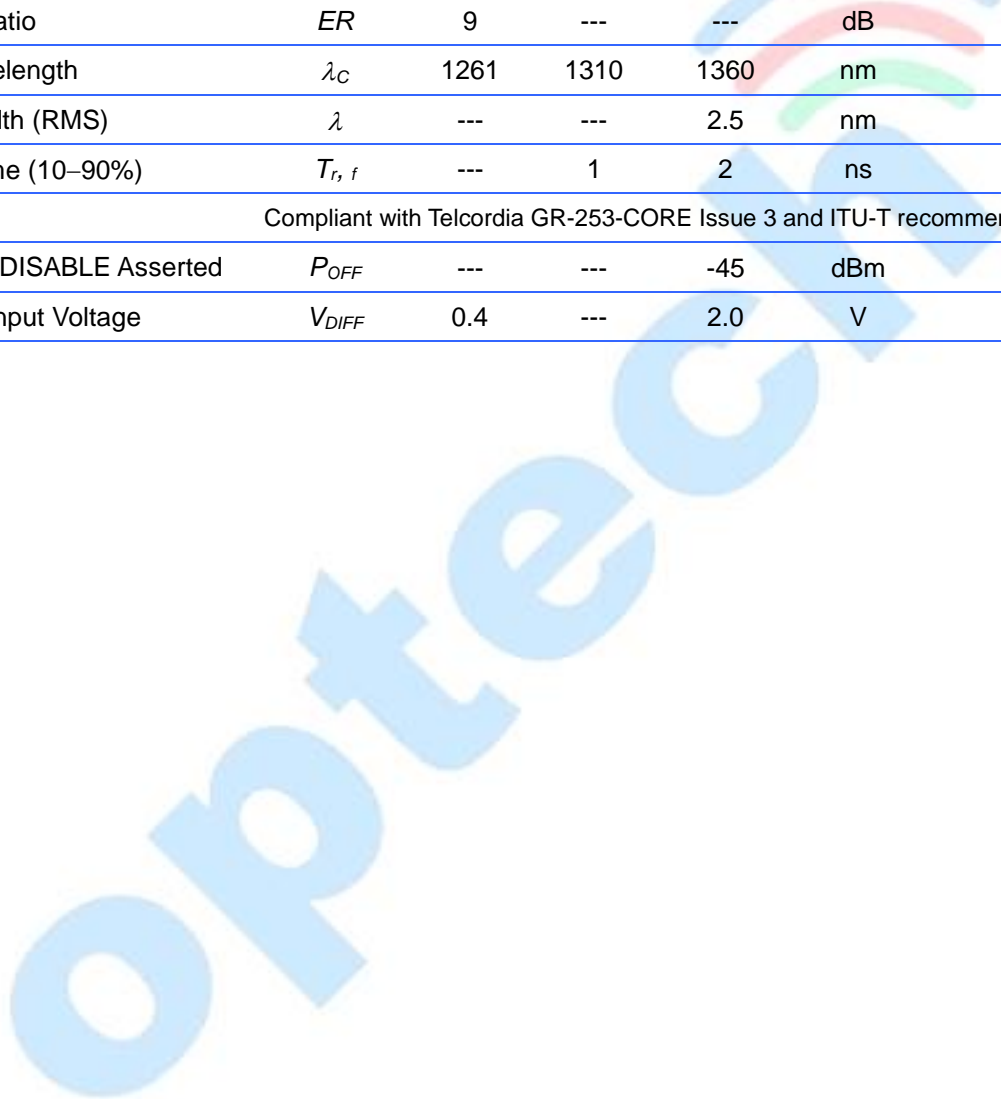 atio ER 9 --- --- dB
elength λC 1261 1310 1360 nm
lth (RMS) λ --- --- 2.5 nm
ne (10–90%) Tr, f --- 1 2 ns
Compliant with Telcordia GR-253-CORE Issue 3 and ITU-T recommen
DISABLE Asserted POFF --- --- -45 dBm
nput Voltage VDIFF 0.4 --- 2.0 V
optech